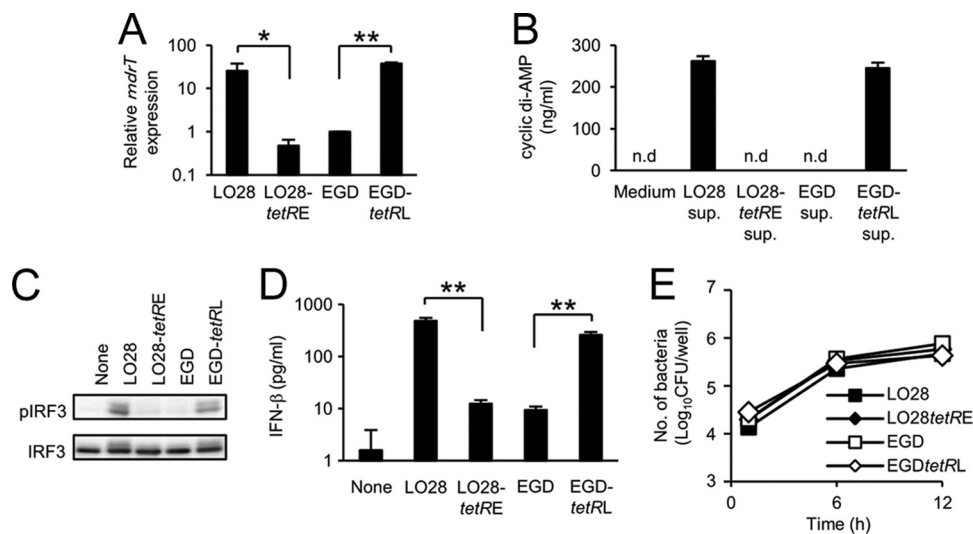 A
Relative mdrT
expression
100
10
1
0.1
*
**
LO28
LO28-
tetRE
EGD
EGD-
tetRL
B
cyclic di-AMP
(ng/ml)
300
200
100
0
n.d
n.d
n.d
Medium
LO28
sup.
LO28-
tetRE
sup.
EGD
sup.
EGD-
tetRL
sup.
C
None
LO28
LO28-tetRE
EGD
EGD-tetRL
pIRF3
IRF3
D
IFN-β (pg/ml)
1000
100
10
1
**
**
None
LO28
LO28-
tetRE
EGD
EGD-
tetRL
E
No. of bacteria
(Log10CFU/well)
7
6
5
4
3
LO28
LO28tetRE
EGD
EGDtetRL
0
6
12
Time (h)